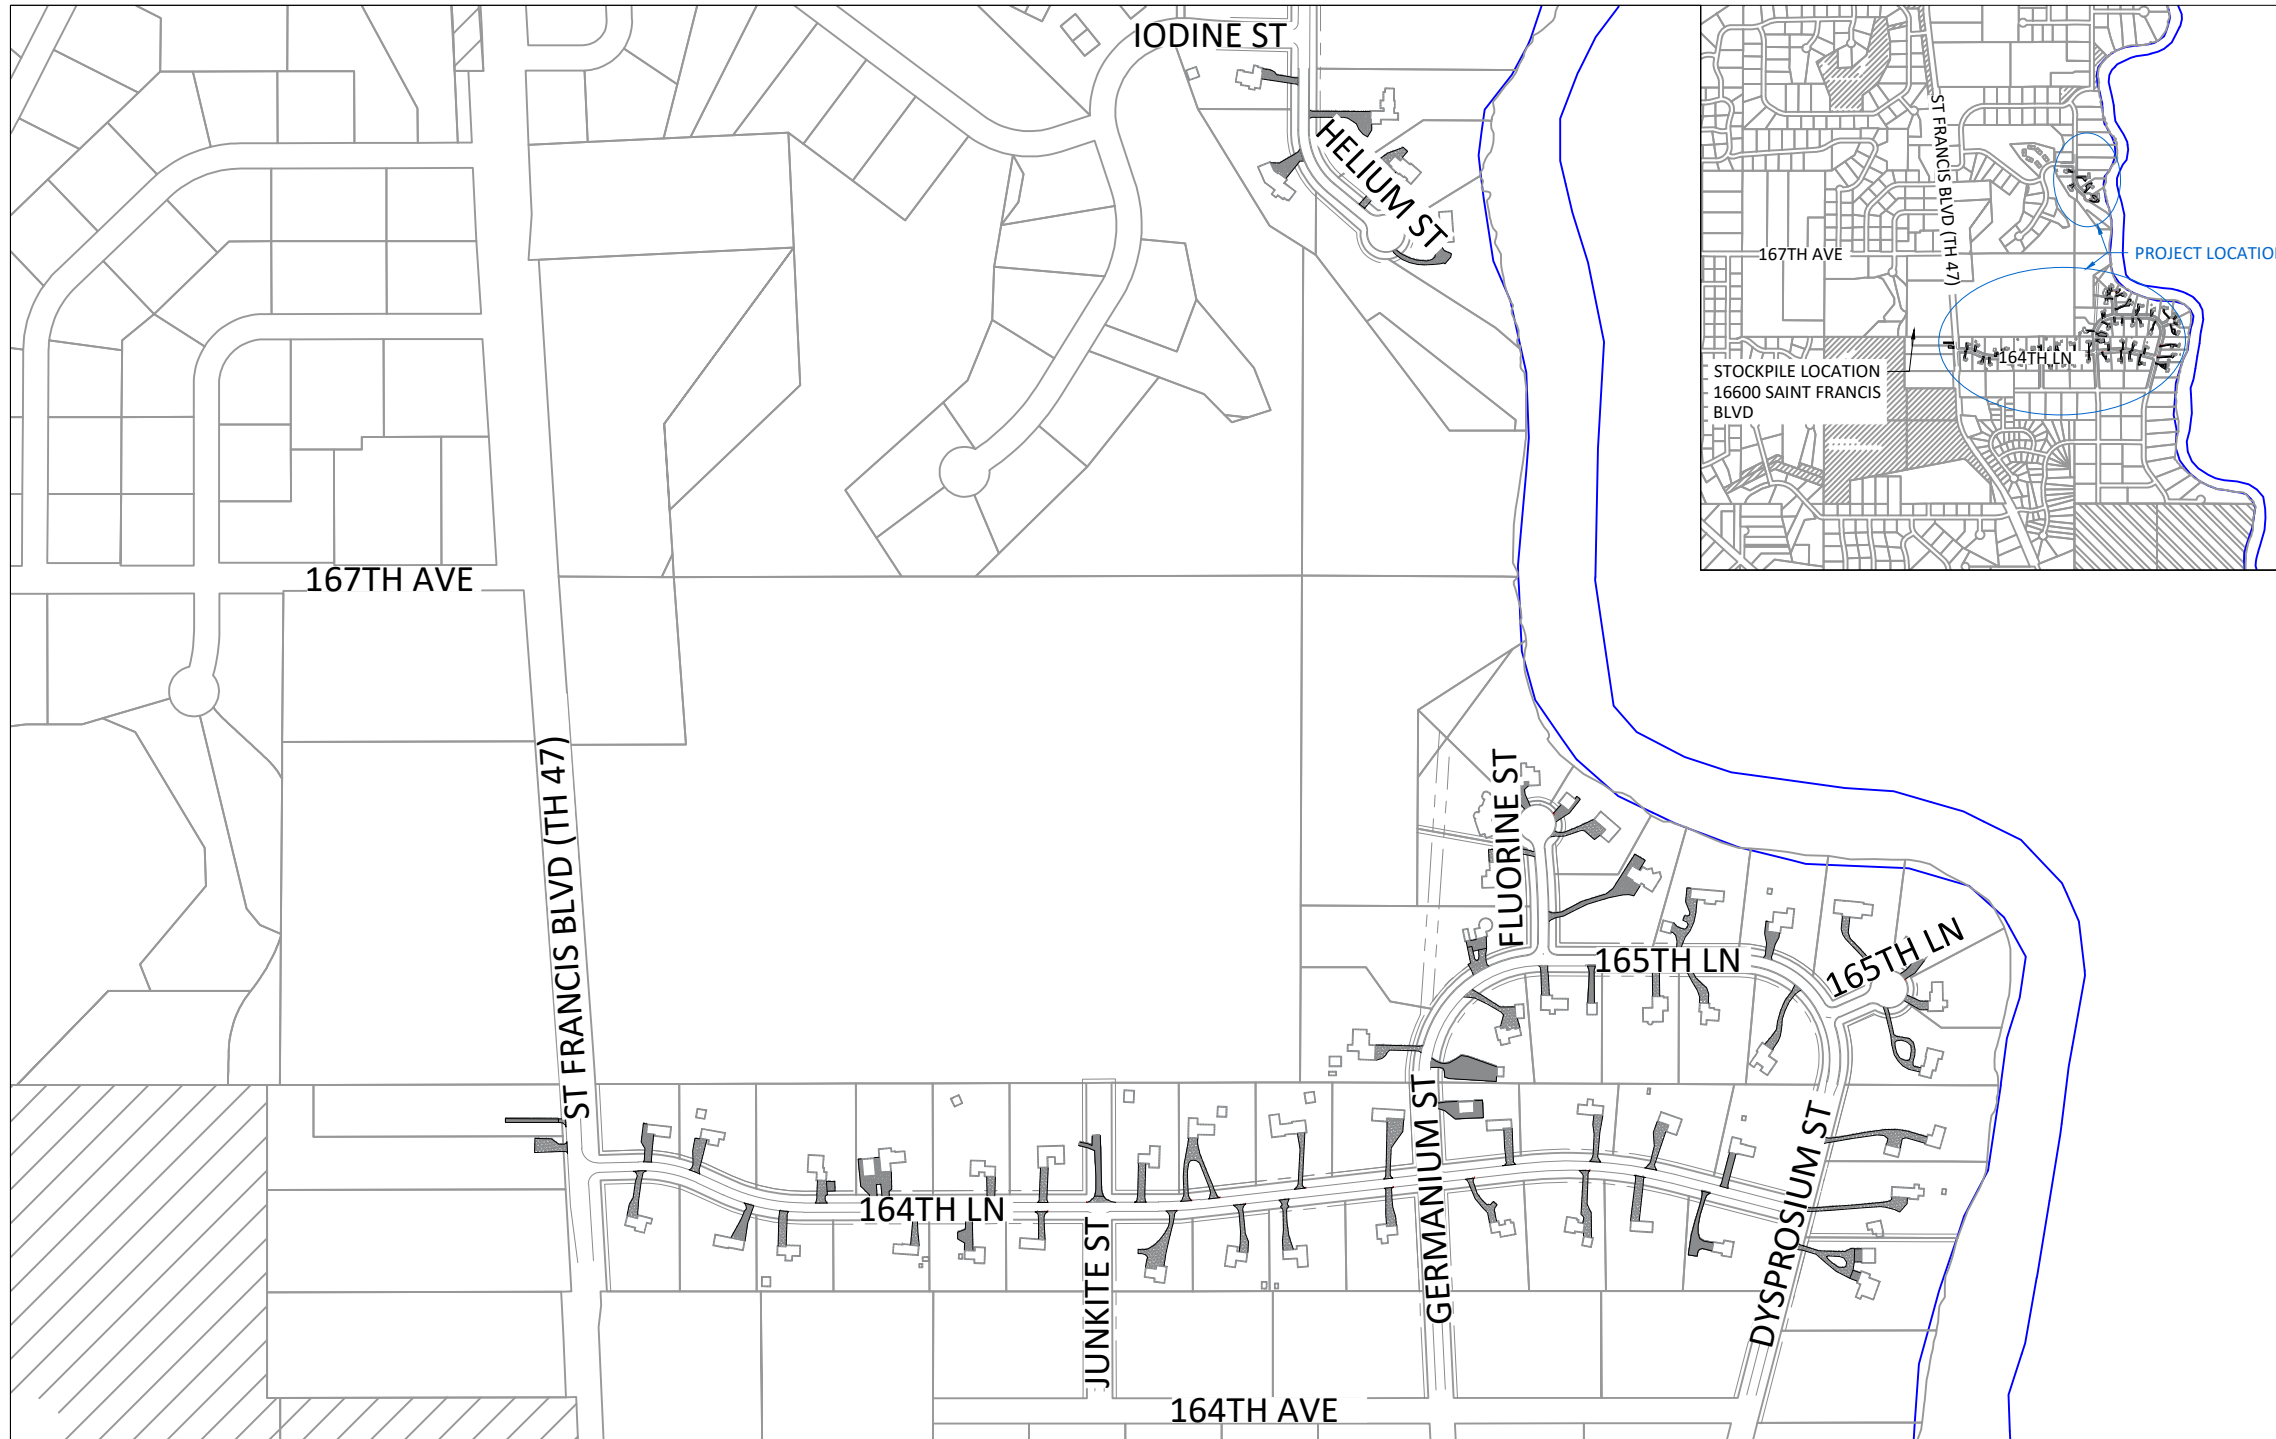 IODINE ST
HELIUM ST
167TH AVE
ST FRANCIS BLVD (TH 47)
FLUORINE ST
165TH LN
165TH LN
164TH LN
JUNKITE ST
GERMANIUM ST
DYSPROSIUM ST
164TH AVE
ST FRANCIS BLVD (TH 47)
167TH AVE
PROJECT LOCATION
164TH LN
STOCKPILE LOCATION
16600 SAINT FRANCIS
BLVD